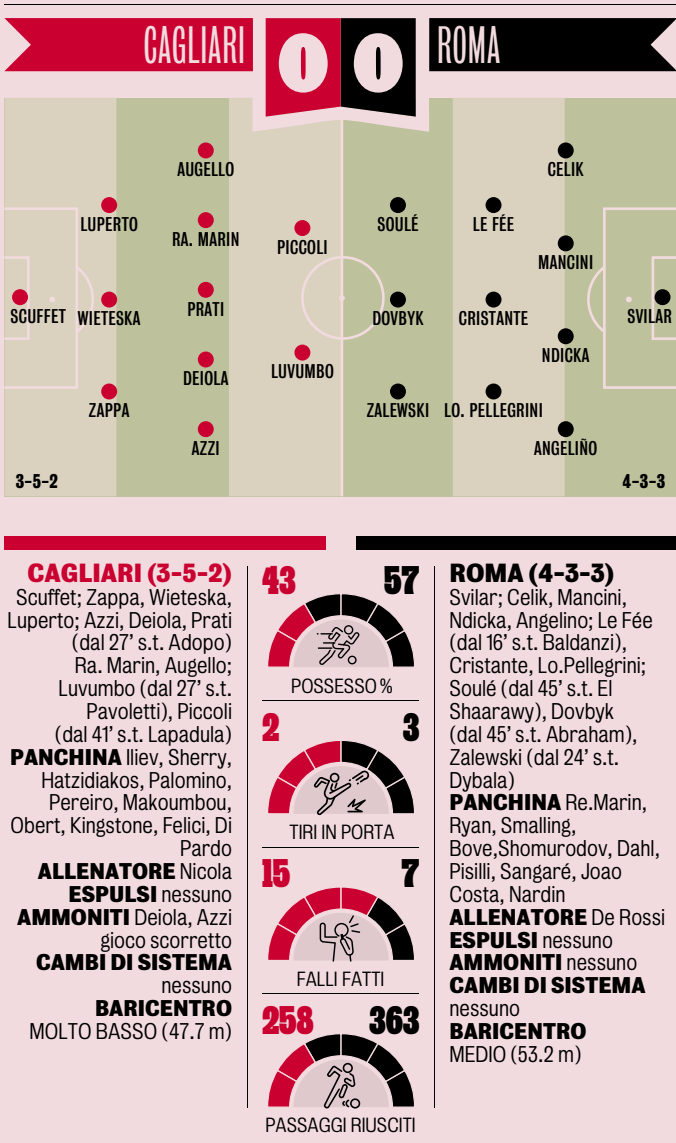 CAGLIARI
0
0
ROMA
AUGELLO
CELIK
LUPERTO
RA. MARIN
PICCOLI
SOULÉ
LE FÉE
MANCINI
SCUFFET
WIETESKA
PRATI
DOVBYK
CRISTANTE
SVILAR
DEIOLA
LUVUMBO
NDICKA
ZAPPA
ZALEWSKI
LO. PELLEGRINI
AZZI
ANGELIÑO
3-5-2
4-3-3
CAGLIARI (3-5-2)
Scuffet; Zappa, Wieteska,
Luperto; Azzi, Deiola, Prati
(dal 27' s.t. Adopo)
Ra. Marin, Augello;
Luvumbo (dal 27' s.t.
Pavoletti), Piccoli
(dal 41' s.t. Lapadula)
PANCHINA Iliev, Sherry,
Hatzidiakos, Palomino,
Pereiro, Makoumbou,
Obert, Kingstone, Felici, Di
Pardo
ALLENATORE Nicola
ESPULSI nessuno
AMMONITI Deiola, Azzi
gioco scorretto
CAMBI DI SISTEMA
nessuno
BARICENTRO
MOLTO BASSO (47.7 m)
43
57
POSSESSO %
2
3
TIRI IN PORTA
15
7
FALLI FATTI
258
363
PASSAGGI RIUSCITI
ROMA (4-3-3)
Svilar; Celik, Mancini,
Ndicka, Angelino; Le Fée
(dal 16' s.t. Baldanzi),
Cristante, Lo.Pellegrini;
Soulé (dal 45' s.t. El
Shaarawy), Dovbyk
(dal 45' s.t. Abraham),
Zalewski (dal 24' s.t.
Dybala)
PANCHINA Re.Marin,
Ryan, Smalling,
Bove,Shomurodov, Dahl,
Pisilli, Sangaré, Joao
Costa, Nardin
ALLENATORE De Rossi
ESPULSI nessuno
AMMONITI nessuno
CAMBI DI SISTEMA
nessuno
BARICENTRO
MEDIO (53.2 m)